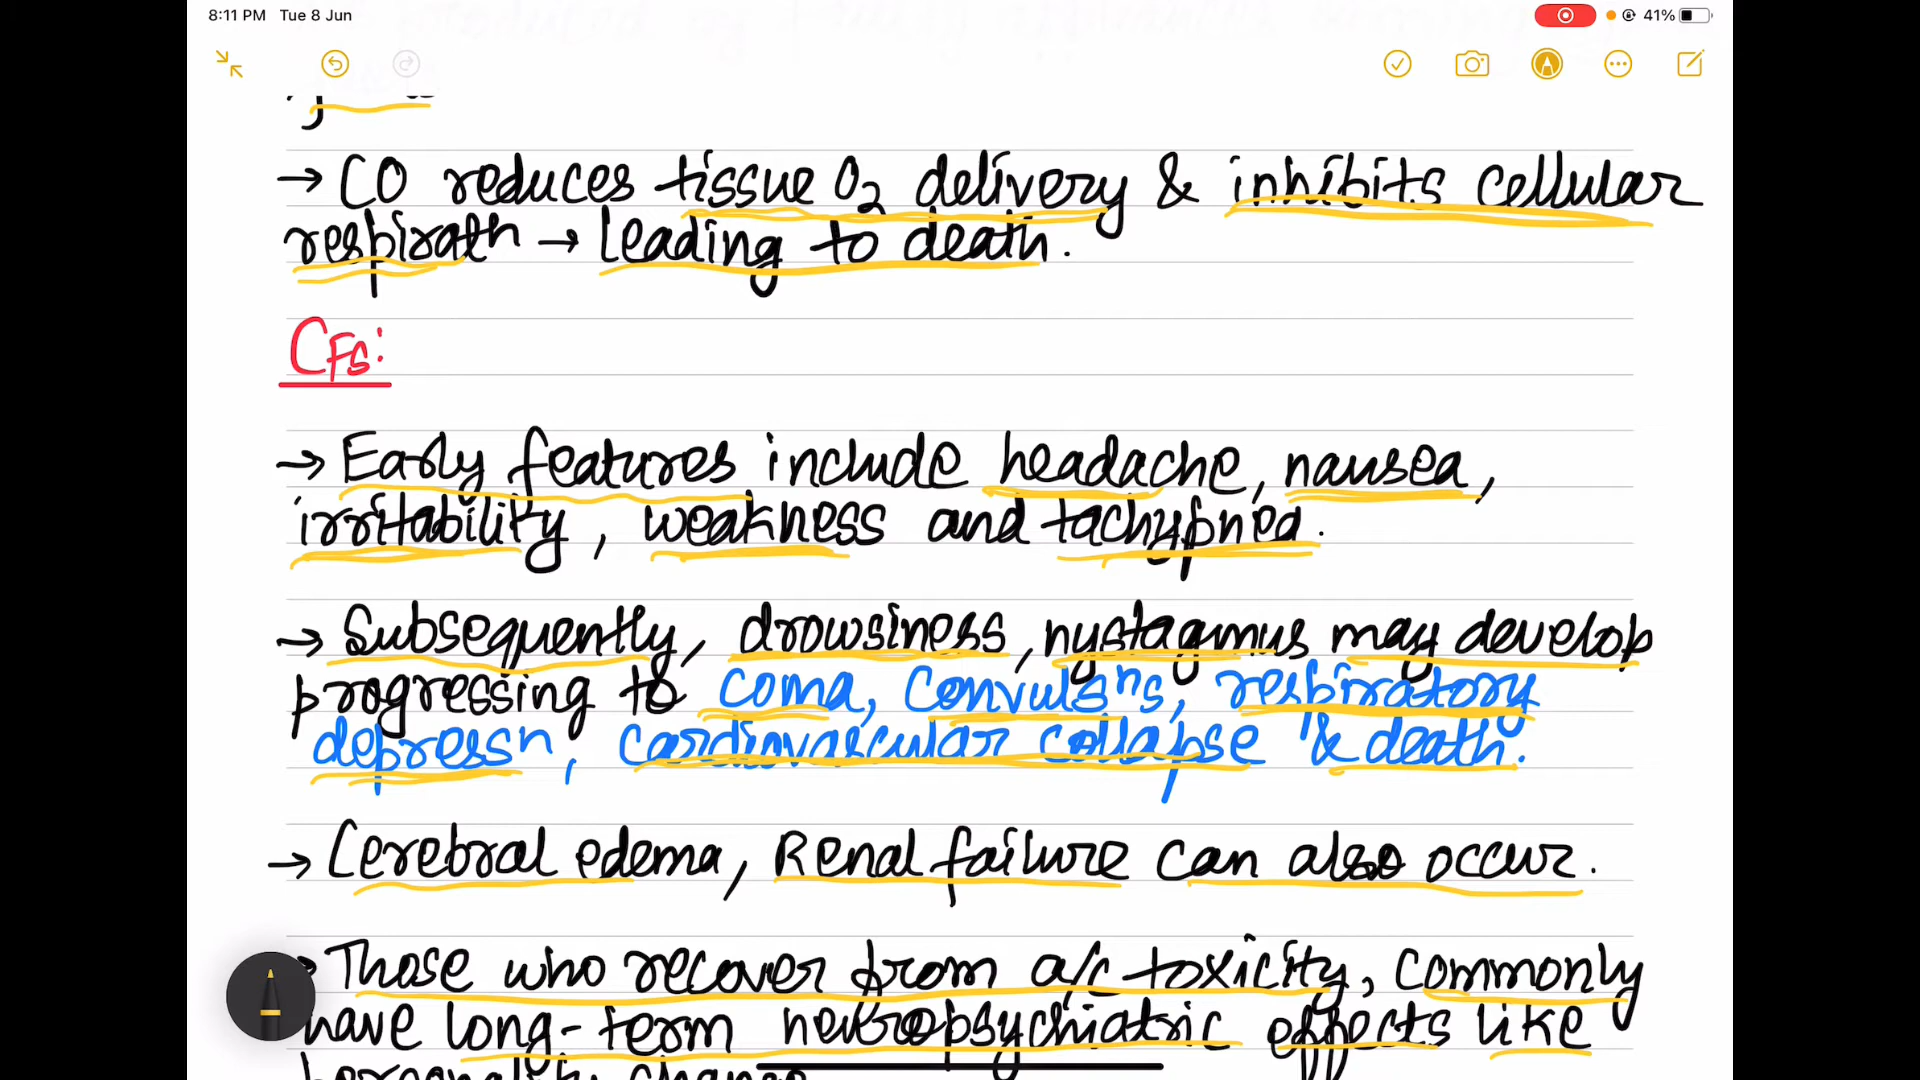 8:11 PM Tue 8 Jun
41%
→ CO reduces tissue O2 delivery & inhibits cellular
respiratn → leading to death.
CFs:
→ Early features include headache, nausea,
irritability, weakness and tachypnea.
→ Subsequently, drowsiness, nystagmus may develop
progressing to coma, convulsns, respiratory
depressn, cardiovascular collapse & death.
→ Cerebral edema, Renal failure can also occur.
Those who recover from a/c toxicity, commonly
have long-term neuropsychiatric effects like